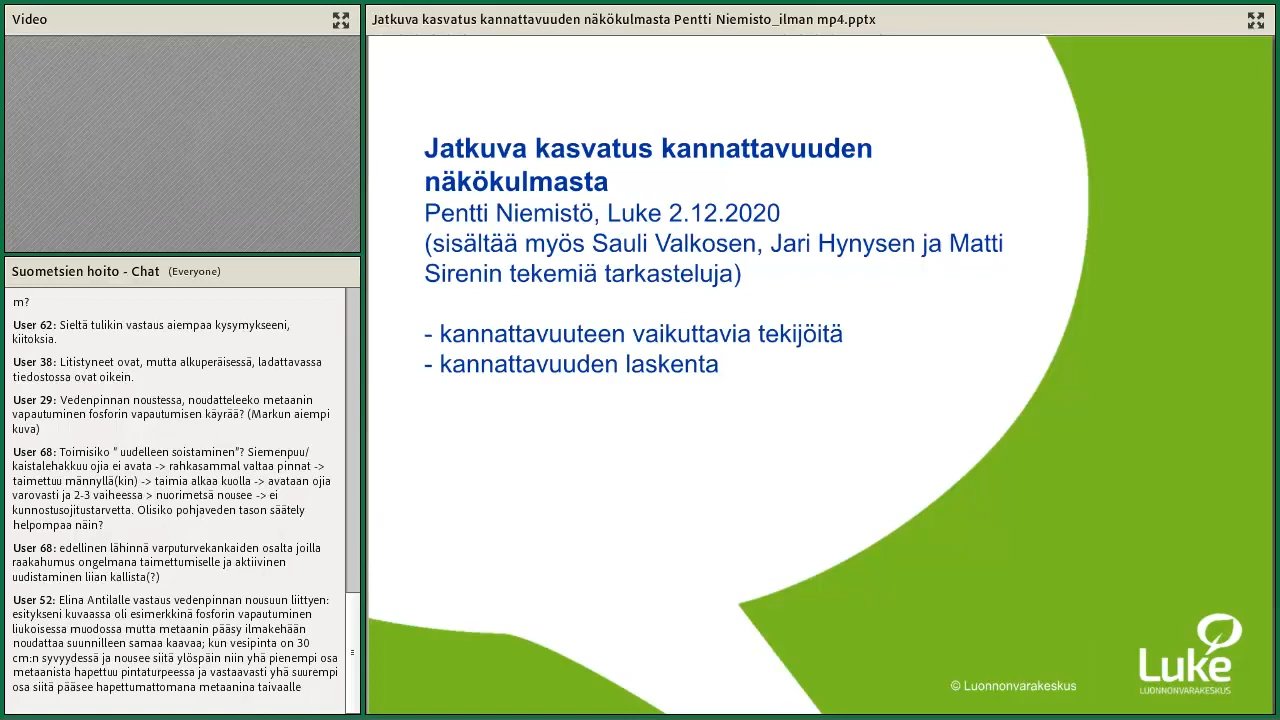 Video
Suometsien hoito - Chat (Everyone)
m?
User 62: Sieltä tulikin vastaus aiempaa kysymykseeni,
kiitoksia.
User 38: Litistyneet ovat, mutta alkuperäisessä, ladattavassa
tiedostossa ovat oikein.
User 29: Vedenpinnan noustessa, noudatteleeko metaanin
vapautuminen fosforin vapautumisen käyrää? (Markun aiempi
kuva)
User 68: Toimisiko " uudelleen soistaminen"? Siemenpuu/
kaistalehakkuu ojia ei avata -> rahkasammal valtaa pinnat ->
taimettuu männyllä(kin) -> taimia alkaa kuolla -> avataan ojia
varovasti ja 2-3 vaiheessa > nuorimetsä nousee -> ei
kunnostusojitustarvetta. Olisiko pohjaveden tason säätely
helpompaa näin?
User 68: edellinen lähinnä varputurvekankaiden osalta joilla
raakahumus ongelmana taimettumiselle ja aktiivinen
uudistaminen liian kallista(?)
User 52: Elina Antilalle vastaus vedenpinnan nousuun liittyen:
esitykseni kuvaassa oli esimerkkinä fosforin vapautuminen
liukoisessa muodossa mutta metaanin pääsy ilmakehään
noudattaa suunnilleen samaa kaavaa; kun vesipinta on 30
cm:n syvyydessä ja nousee siitä ylöspäin niin yhä pienempi osa
metaanista hapettuu pintaturpeessa ja vastaavasti yhä suurempi
osa siitä pääsee hapettumattomana metaanina taivaalle
Jatkuva kasvatus kannattavuuden näkökulmasta Pentti Niemisto_ilman mp4.pptx
Jatkuva kasvatus kannattavuuden
näkökulmasta
Pentti Niemistö, Luke 2.12.2020
(sisältää myös Sauli Valkosen, Jari Hynysen ja Matti
Sirenin tekemiä tarkasteluja)
- kannattavuuteen vaikuttavia tekijöitä
- kannattavuuden laskenta
© Luonnonvarakeskus
Luke
LUONNONVARAKESKUS